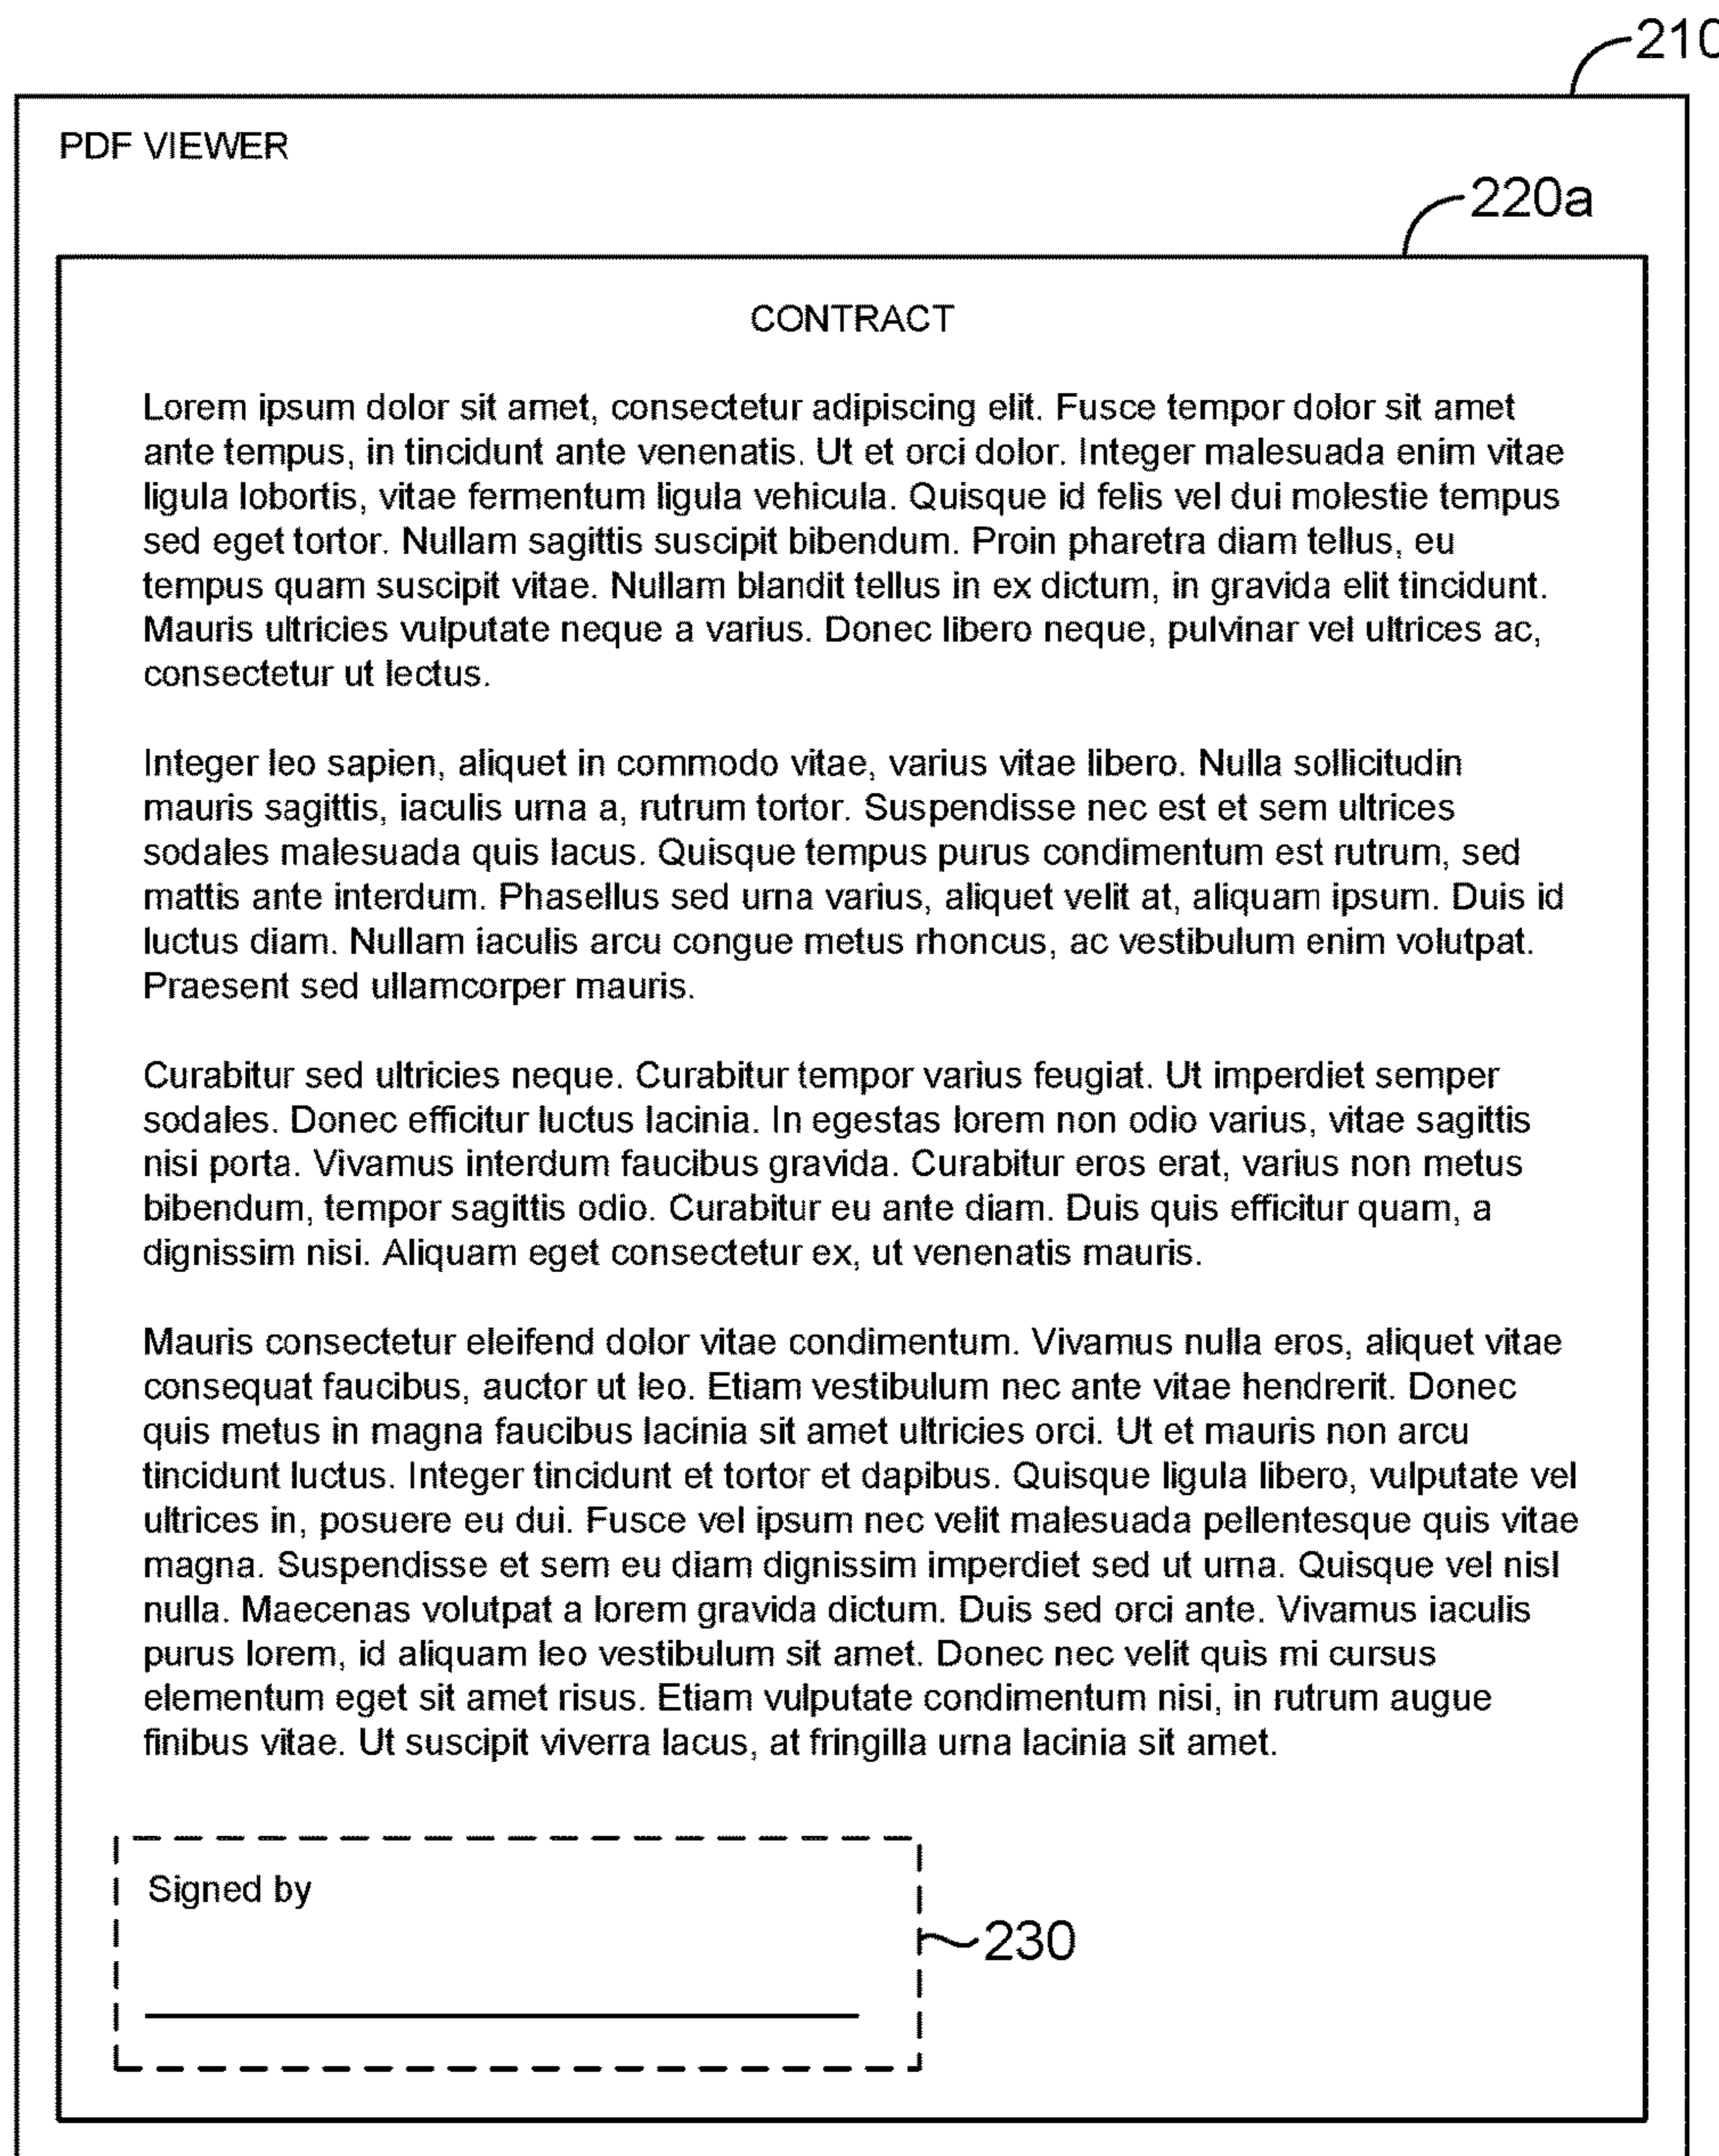 210
PDF VIEWER
220a
CONTRACT
Lorem ipsum dolor sit amet, consectetur adipiscing elit. Fusce tempor dolor sit amet
ante tempus, in tincidunt ante venenatis. Ut et orci dolor. Integer malesuada enim vitae
ligula lobortis, vitae fermentum ligula vehicula. Quisque id felis vel dui molestie tempus
sed eget tortor. Nullam sagittis suscipit bibendum. Proin pharetra diam tellus, eu
tempus quam suscipit vitae. Nullam blandit tellus in ex dictum, in gravida elit tincidunt.
Mauris ultricies vulputate neque a varius. Donec libero neque, pulvinar vel ultrices ac,
consectetur ut lectus.
Integer leo sapien, aliquet in commodo vitae, varius vitae libero. Nulla sollicitudin
mauris sagittis, iaculis urna a, rutrum tortor. Suspendisse nec est et sem ultrices
sodales malesuada quis lacus. Quisque tempus purus condimentum est rutrum, sed
mattis ante interdum. Phasellus sed urna varius, aliquet velit at, aliquam ipsum. Duis id
luctus diam. Nullam iaculis arcu congue metus rhoncus, ac vestibulum enim volutpat.
Praesent sed ullamcorper mauris.
Curabitur sed ultricies neque. Curabitur tempor varius feugiat. Ut imperdiet semper
sodales. Donec efficitur luctus lacinia. In egestas lorem non odio varius, vitae sagittis
nisi porta. Vivamus interdum faucibus gravida. Curabitur eros erat, varius non metus
bibendum, tempor sagittis odio. Curabitur eu ante diam. Duis quis efficitur quam, a
dignissim nisi. Aliquam eget consectetur ex, ut venenatis mauris.
Mauris consectetur eleifend dolor vitae condimentum. Vivamus nulla eros, aliquet vitae
consequat faucibus, auctor ut leo. Etiam vestibulum nec ante vitae hendrerit. Donec
quis metus in magna faucibus lacinia sit amet ultricies orci. Ut et mauris non arcu
tincidunt luctus. Integer tincidunt et tortor et dapibus. Quisque ligula libero, vulputate vel
ultrices in, posuere eu dui. Fusce vel ipsum nec velit malesuada pellentesque quis vitae
magna. Suspendisse et sem eu diam dignissim imperdiet sed ut urna. Quisque vel nisl
nulla. Maecenas volutpat a lorem gravida dictum. Duis sed orci ante. Vivamus iaculis
purus lorem, id aliquam leo vestibulum sit amet. Donec nec velit quis mi cursus
elementum eget sit amet risus. Etiam vulputate condimentum nisi, in rutrum augue
finibus vitae. Ut suscipit viverra lacus, at fringilla urna lacinia sit amet.
Signed by
230